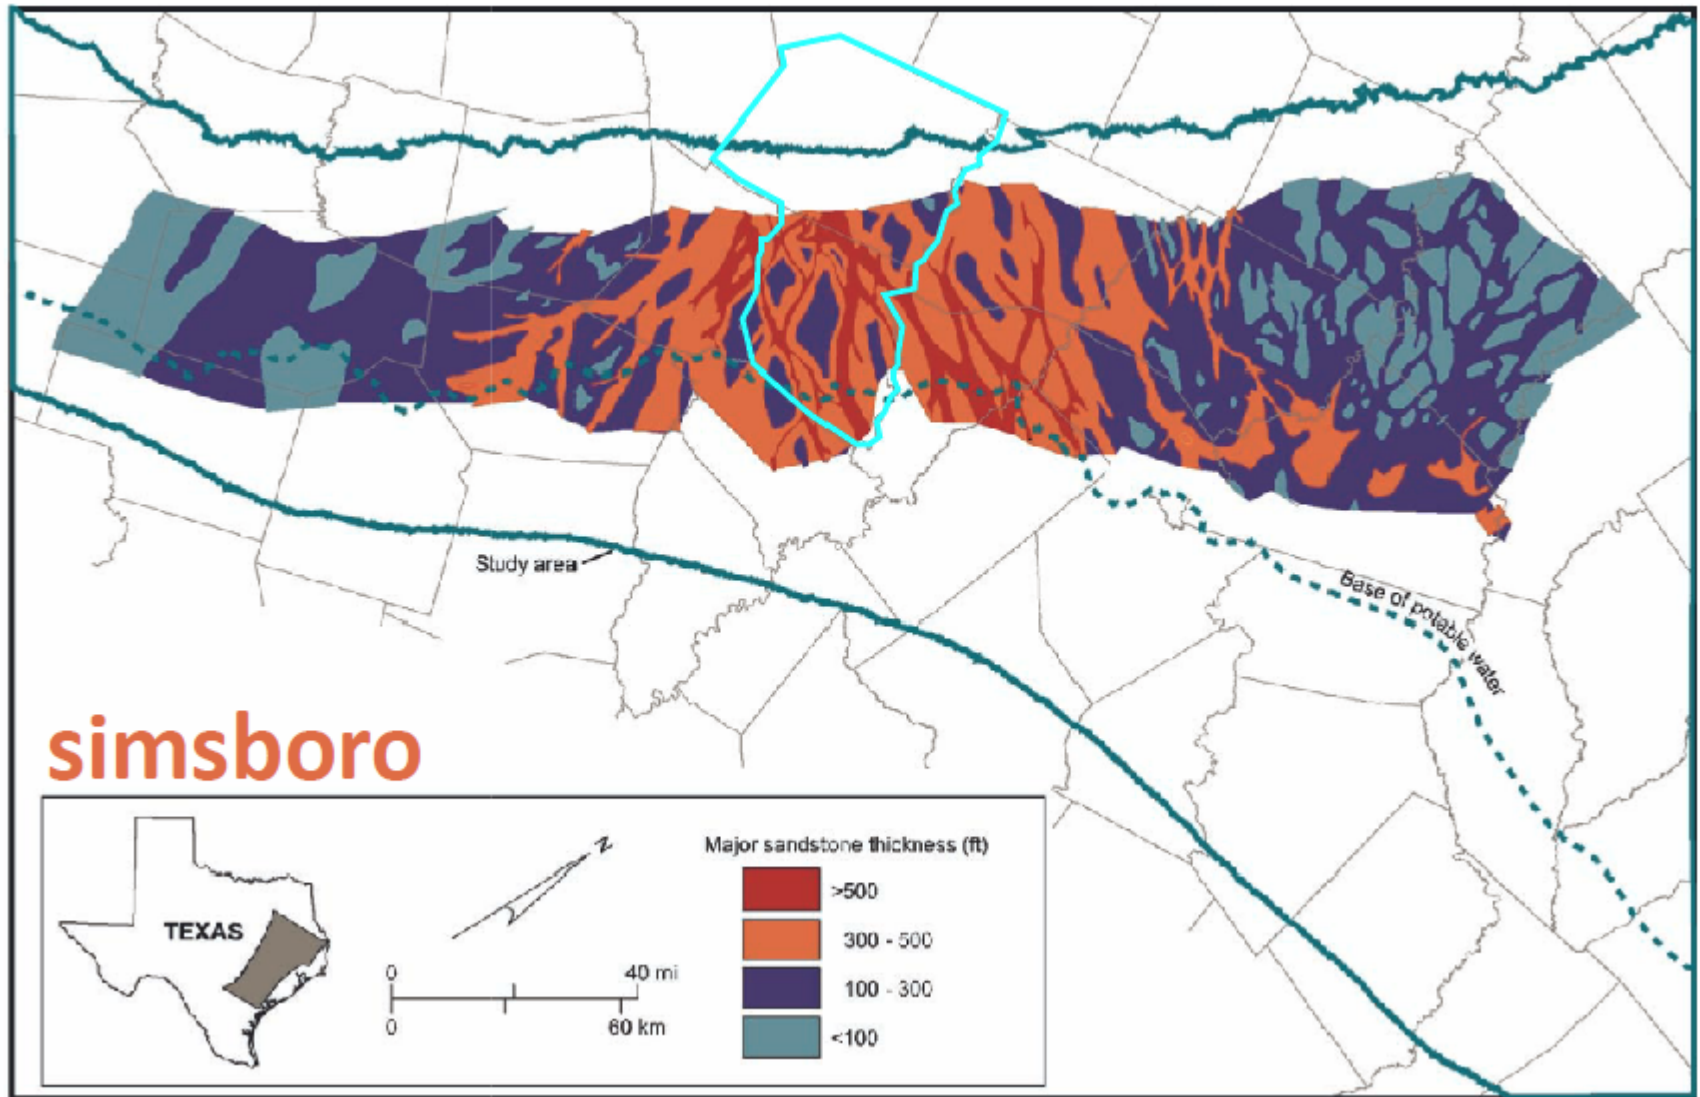 Study area
Base of potable water
simsboro
N
TEXAS
0 40 mi
0 60 km
Major sandstone thickness (ft)
>500
300 - 500
100 - 300
<100